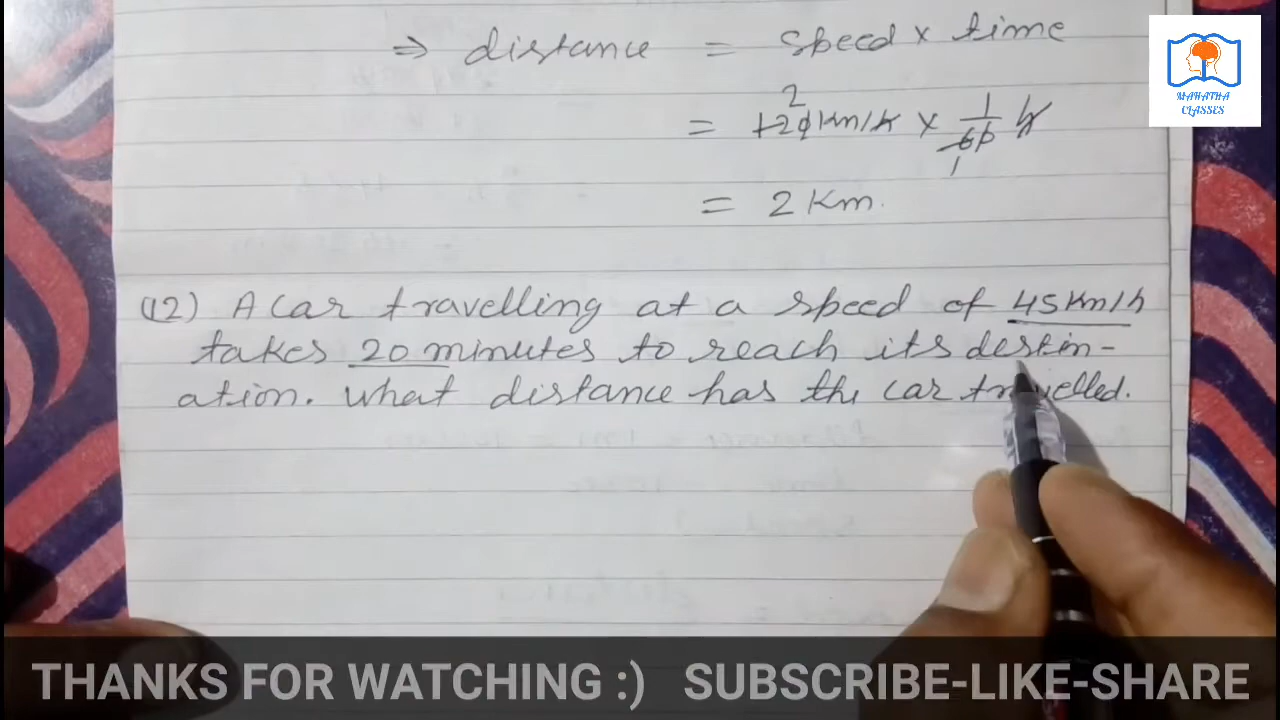 ⇒ distance = speed × time
MAHATHA
CLASSES
2 1
= 120 Km/h × 60 h
1
= 2 Km.
(12) A car travelling at a speed of 45 Km/h
takes 20 minutes to reach its destin-
ation. What distance has the car travelled.
THANKS FOR WATCHING :) SUBSCRIBE-LIKE-SHARE